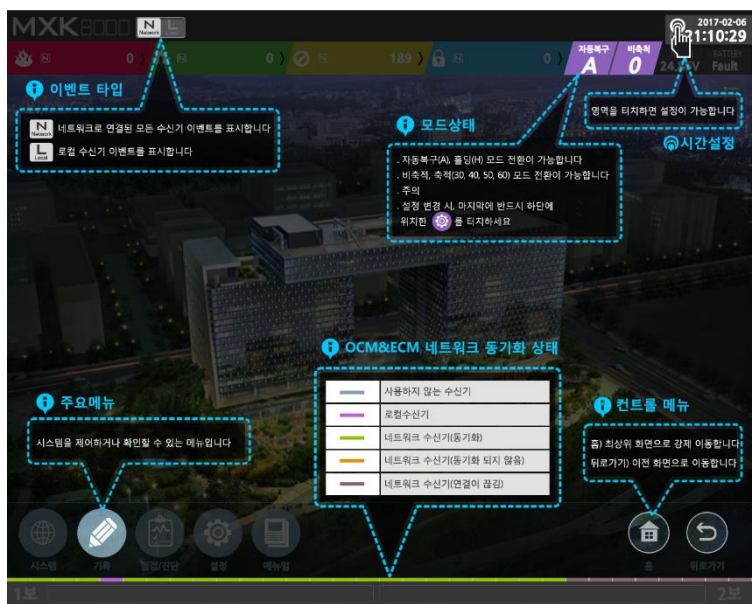 MXK8000 N Network L
2017-02-06
21:10:29
N 0 N 0 N 189 N 0
자동복구 비축척
A 0
BATTERY
Fault
이벤트 타입
N Network 네트워크로 연결된 모든 수신기 이벤트를 표시합니다
L Local 로컬 수신기 이벤트를 표시합니다
모드상태
. 자동복구(A), 홀딩(H) 모드 전환이 가능합니다
. 비축적, 축적(30, 40, 50, 60) 모드 전환이 가능합니다
. 주의
. 설정 변경 시, 마지막에 반드시 하단에
위치한 를 터치하세요
영역을 터치하면 설정이 가능합니다
시간설정
OCM&ECM 네트워크 동기화 상태
사용하지 않는 수신기
로컬수신기
네트워크 수신기(동기화)
네트워크 수신기(동기화 되지 않음)
네트워크 수신기(연결이 끊김)
주요메뉴
시스템을 제어하거나 확인할 수 있는 메뉴입니다
컨트롤 메뉴
홈) 최상위 화면으로 강제 이동합니다
뒤로가기) 이전 화면으로 이동합니다
시스템 기록 점검/진단 설정 메뉴얼
홈 뒤로가기
1보 2보